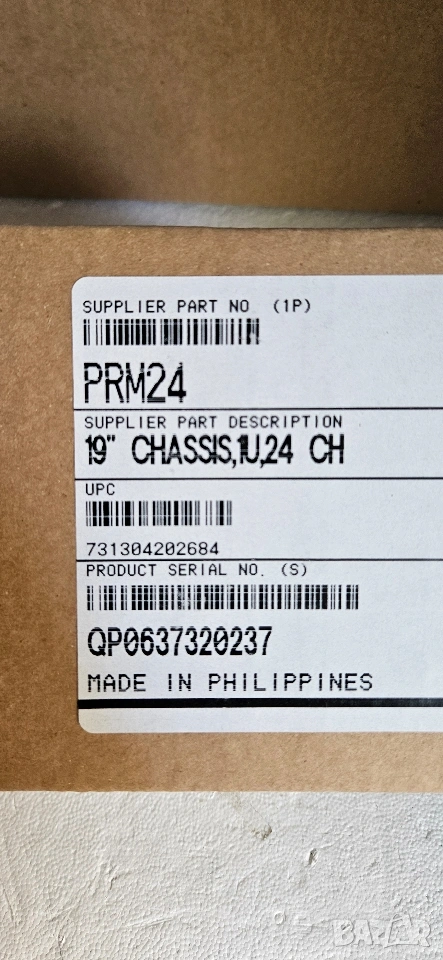 SUPPLIER PART NO. (1P)
PRM24
SUPPLIER PART DESCRIPTION
19" CHASSIS,1U,24 CH
UPC
731304202684
PRODUCT SERIAL NO. (S)
QP0637320237
MADE IN PHILIPPINES
BAZAR